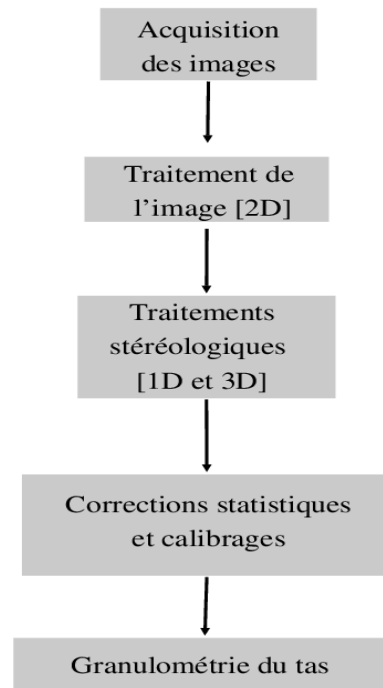 Acquisition
des images
Traitement de
l’image [2D]
Traitements
stéréologiques
[1D et 3D]
Corrections statistiques
et calibrages
Granulométrie du tas